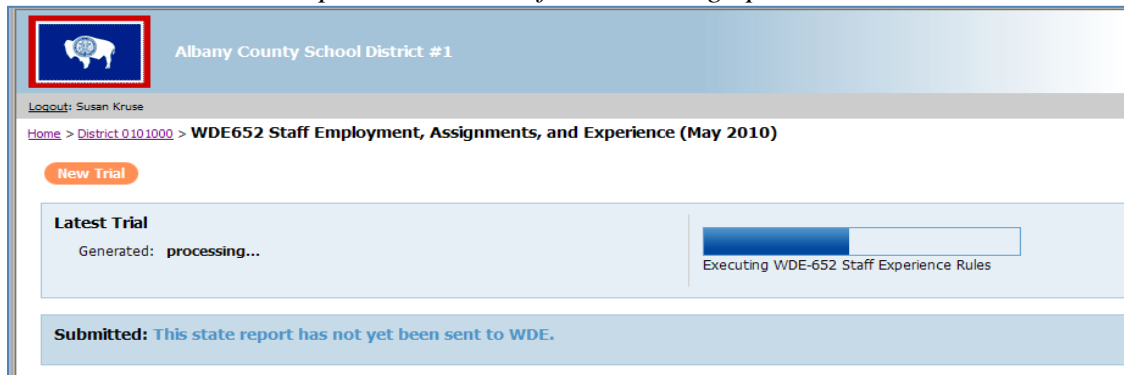 Albany County School District #1
Logout: Susan Kruse
Home > District 0101000 > WDE652 Staff Employment, Assignments, and Experience (May 2010)
New Trial
Latest Trial
Generated: processing...
Executing WDE-652 Staff Experience Rules
Submitted: This state report has not yet been sent to WDE.